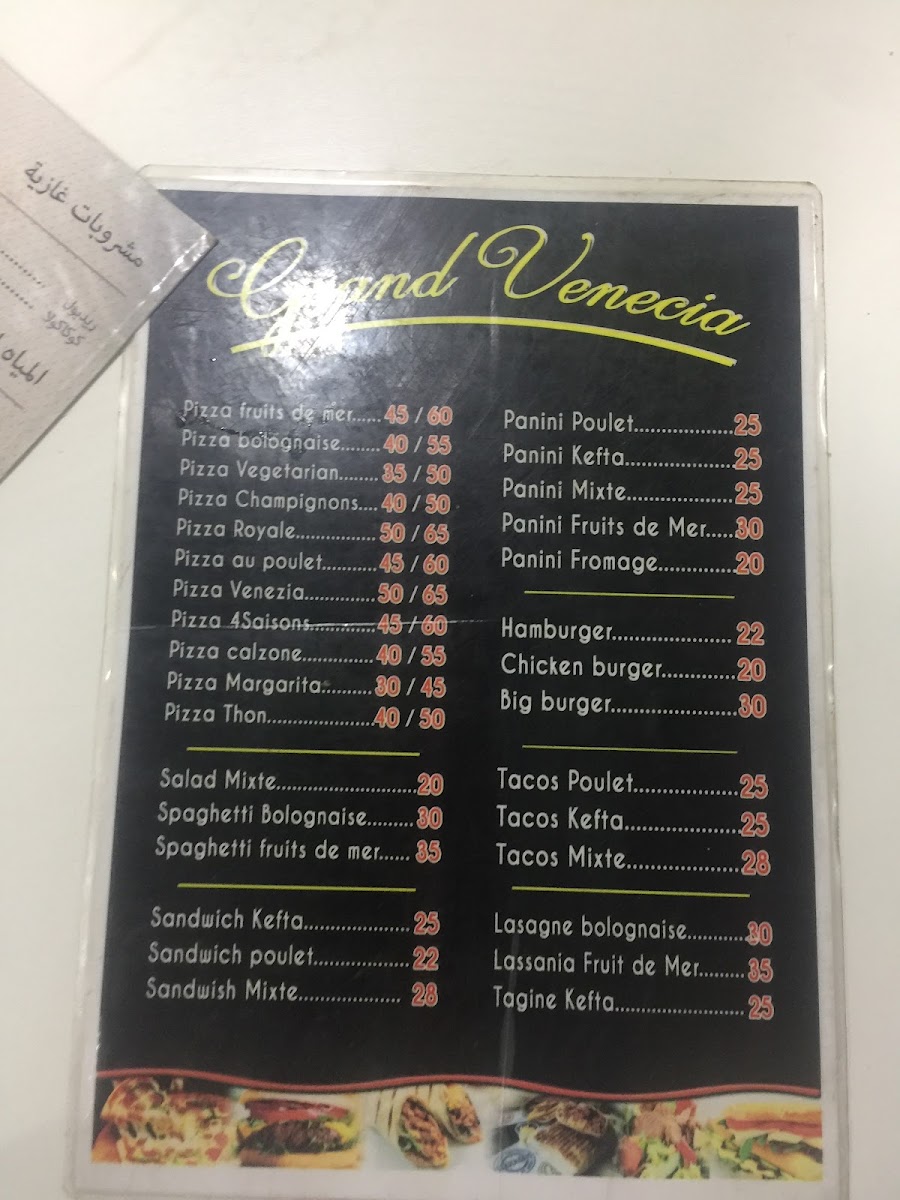 مشروبات غازية
ريدبول
كوكاكولا
المياه
Grand Venecia
Pizza fruits de mer......45 / 60
Pizza bolognaise........40 / 55
Pizza Vegetarian........35 / 50
Pizza Champignons....40 / 50
Pizza Royale................50 / 65
Pizza au poulet...........45 / 60
Pizza Venezia..............50 / 65
Pizza 4Saisons.............45 / 60
Pizza calzone..............40 / 55
Pizza Margarita..........30 / 45
Pizza Thon.....................40 / 50
Salad Mixte............................20
Spaghetti Bolognaise.........30
Spaghetti fruits de mer......35
Sandwich Kefta.....................25
Sandwich poulet...................22
Sandwish Mixte....................28
Panini Poulet...................25
Panini Kefta.....................25
Panini Mixte.....................25
Panini Fruits de Mer.....30
Panini Fromage..............20
Hamburger......................22
Chicken burger..............20
Big burger.......................30
Tacos Poulet...................25
Tacos Kefta.....................25
Tacos Mixte....................28
Lasagne bolognaise...........30
Lassania Fruit de Mer........35
Tagine Kefta.......................25